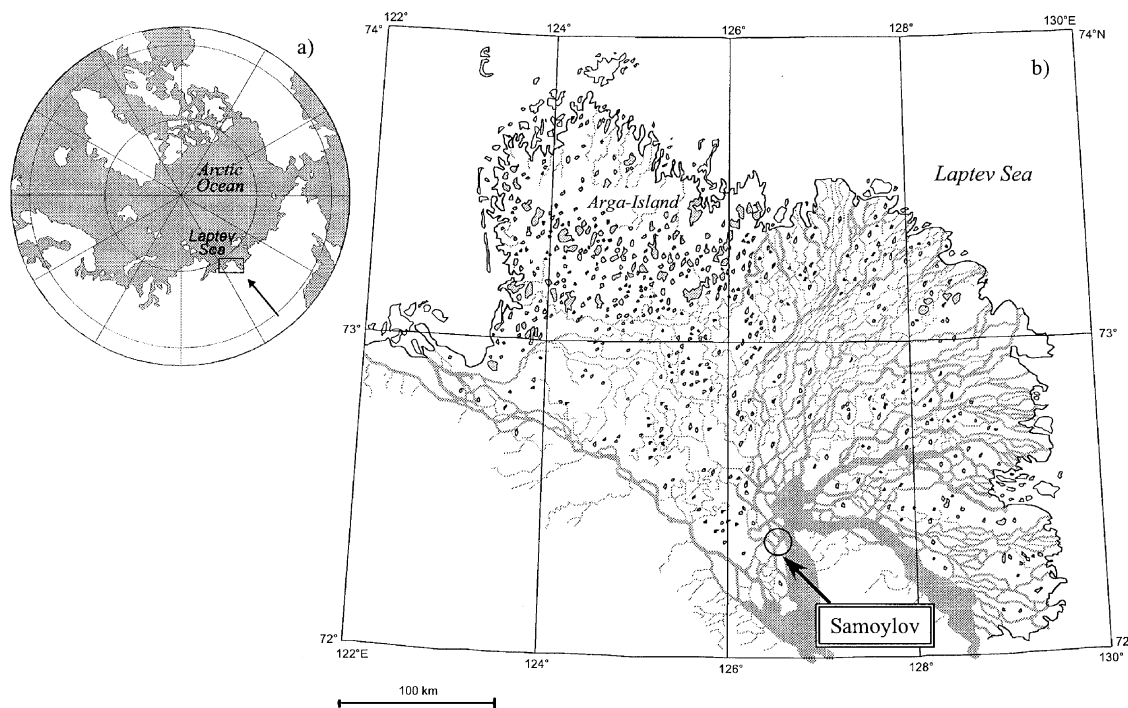 a)
Arctic
Ocean
Laptev
Sea
122°
124°
126°
128°
130°E
74°
74°N
b)
Laptev Sea
Arga-Island
73°
73°
Samoylov
72°
72°
122°E
124°
126°
128°
130°
100 km